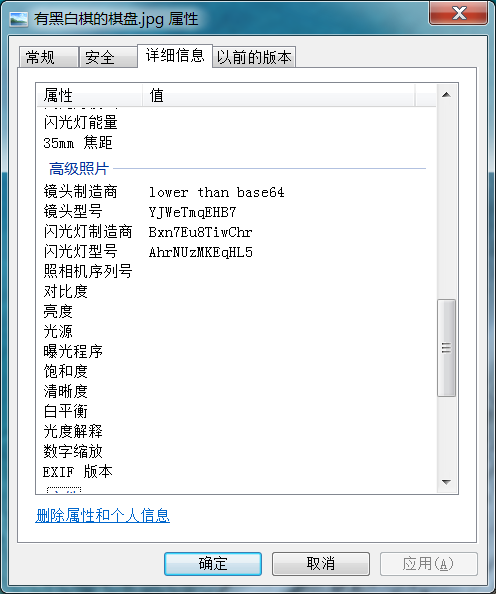 有黑白棋的棋盘.jpg 属性
常规 安全 详细信息 以前的版本
属性 值
闪光灯能量
35mm 焦距
高级照片
镜头制造商 lower than base64
镜头型号 YJWeTmqEHB7
闪光灯制造商 Bxn7Eu8TiwChr
闪光灯型号 AhrNUzMKEqHL5
照相机序列号
对比度
亮度
光源
曝光程序
饱和度
清晰度
白平衡
光度解释
数字缩放
EXIF 版本
删除属性和个人信息
确定 取消 应用(A)